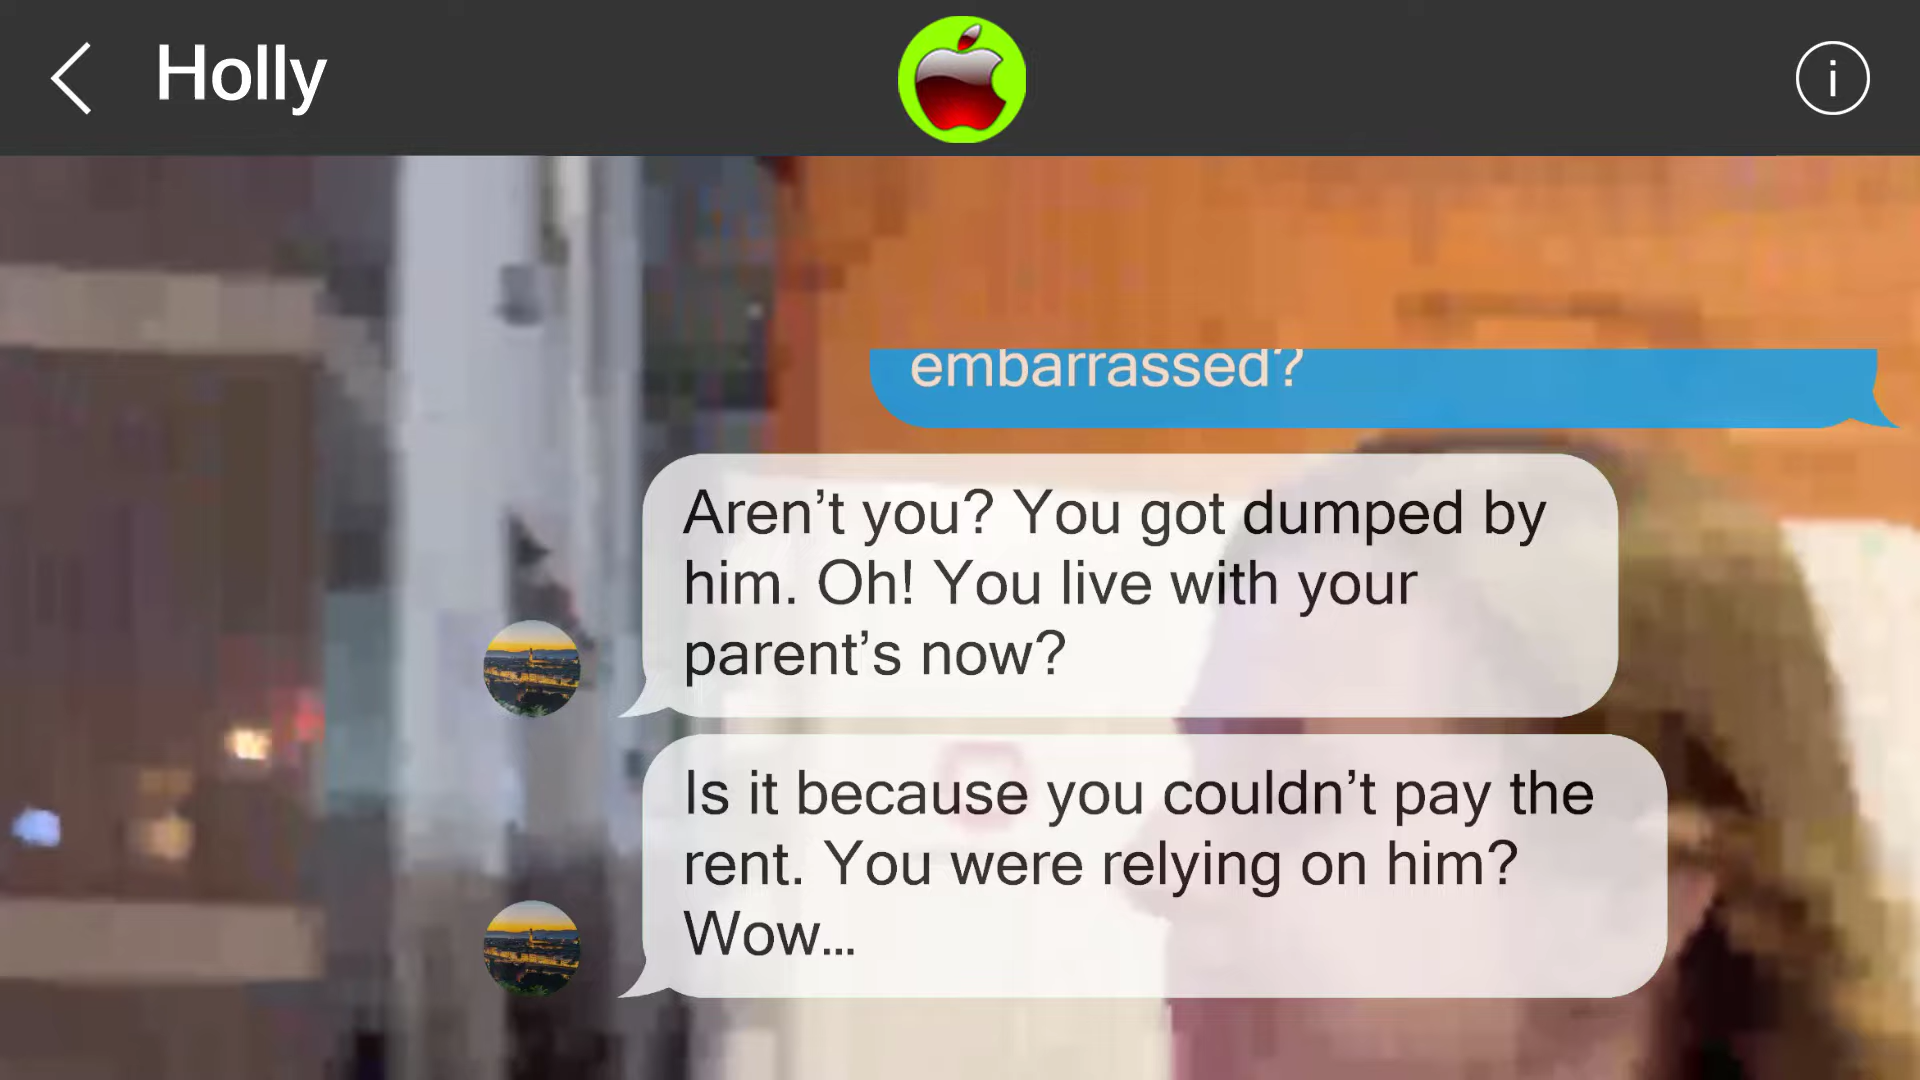 Holly
i
embarrassed?
Aren’t you? You got dumped by
him. Oh! You live with your
parent’s now?
Is it because you couldn’t pay the
rent. You were relying on him?
Wow...